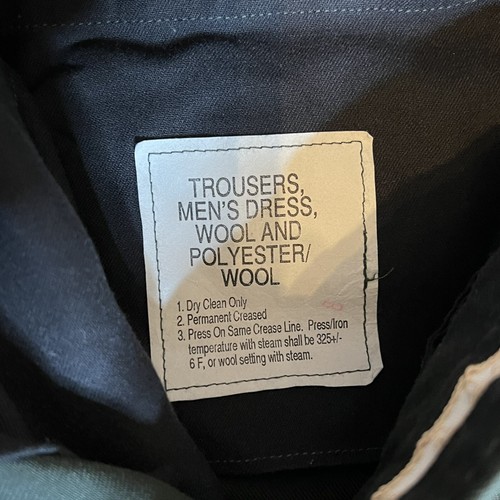 TROUSERS,
MEN'S DRESS,
WOOL AND
POLYESTER/
WOOL
1. Dry Clean Only
2. Permanent Creased
3. Press On Same Crease Line. Press/Iron
temperature with steam shall be 325+/-
6 F, or wool setting with steam.